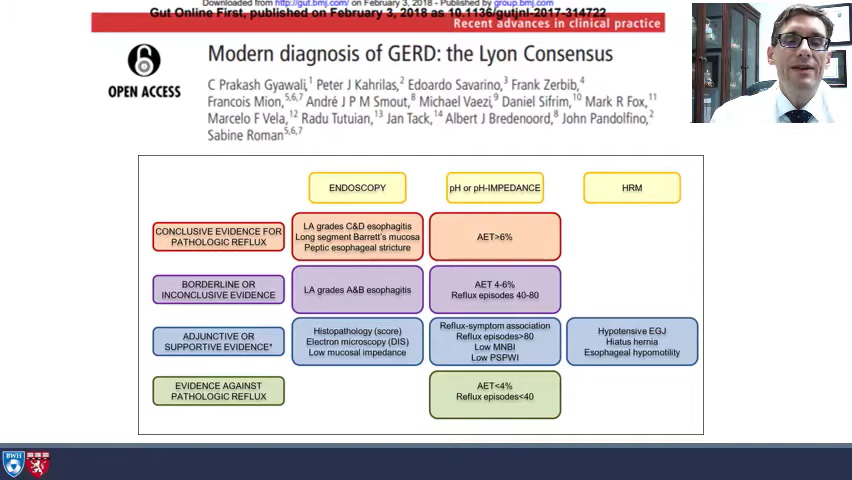 Downloaded from http://gut.bmj.com/ on February 3, 2018 - Published by group.bmj.com
Gut Online First, published on February 3, 2018 as 10.1136/gutjnl-2017-314722
Recent advances in clinical practice
OPEN ACCESS
Modern diagnosis of GERD: the Lyon Consensus
C Prakash Gyawali,1 Peter J Kahrilas,2 Edoardo Savarino,3 Frank Zerbib,4
Francois Mion,5,6,7 André J P M Smout,8 Michael Vaezi,9 Daniel Sifrim,10 Mark R Fox,11
Marcelo F Vela,12 Radu Tutuian,13 Jan Tack,14 Albert J Bredenoord,8 John Pandolfino,2
Sabine Roman5,6,7
ENDOSCOPY
pH or pH-IMPEDANCE
HRM
CONCLUSIVE EVIDENCE FOR
PATHOLOGIC REFLUX
LA grades C&D esophagitis
Long segment Barrett's mucosa
Peptic esophageal stricture
AET>6%
BORDERLINE OR
INCONCLUSIVE EVIDENCE
LA grades A&B esophagitis
AET 4-6%
Reflux episodes 40-80
ADJUNCTIVE OR
SUPPORTIVE EVIDENCE*
Histopathology (score)
Electron microscopy (DIS)
Low mucosal impedance
Reflux-symptom association
Reflux episodes>80
Low MNBI
Low PSPWI
Hypotensive EGJ
Hiatus hernia
Esophageal hypomotility
EVIDENCE AGAINST
PATHOLOGIC REFLUX
AET<4%
Reflux episodes<40
BWH